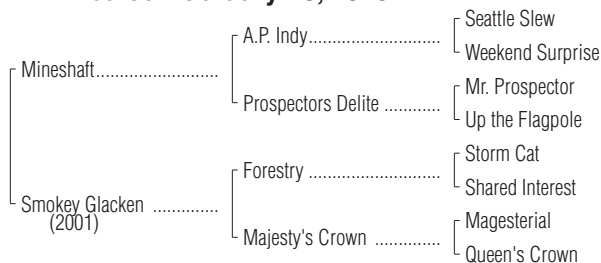 Seattle Slew
A.P. Indy
Weekend Surprise
Mineshaft
Mr. Prospector
Prospectors Delite
Up the Flagpole
Storm Cat
Forestry
Shared Interest
Smokey Glacken
(2001)
Magesterial
Majesty's Crown
Queen's Crown